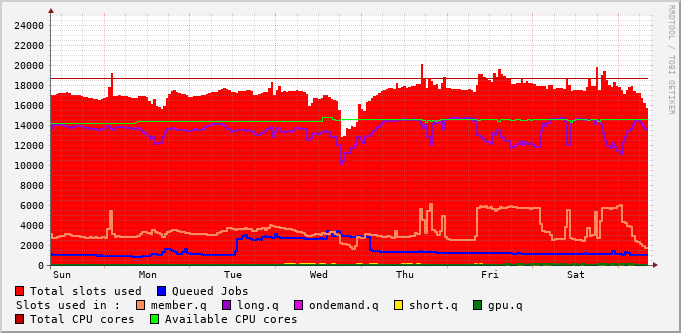 24000
22000
20000
18000
16000
14000
12000
10000
8000
6000
4000
2000
0
Sun Mon Tue Wed Thu Fri Sat
RRDTOOL / TOBI OETIKER
Total slots used Queued Jobs
Slots used in : member.q long.q ondemand.q short.q gpu.q
Total CPU cores Available CPU cores